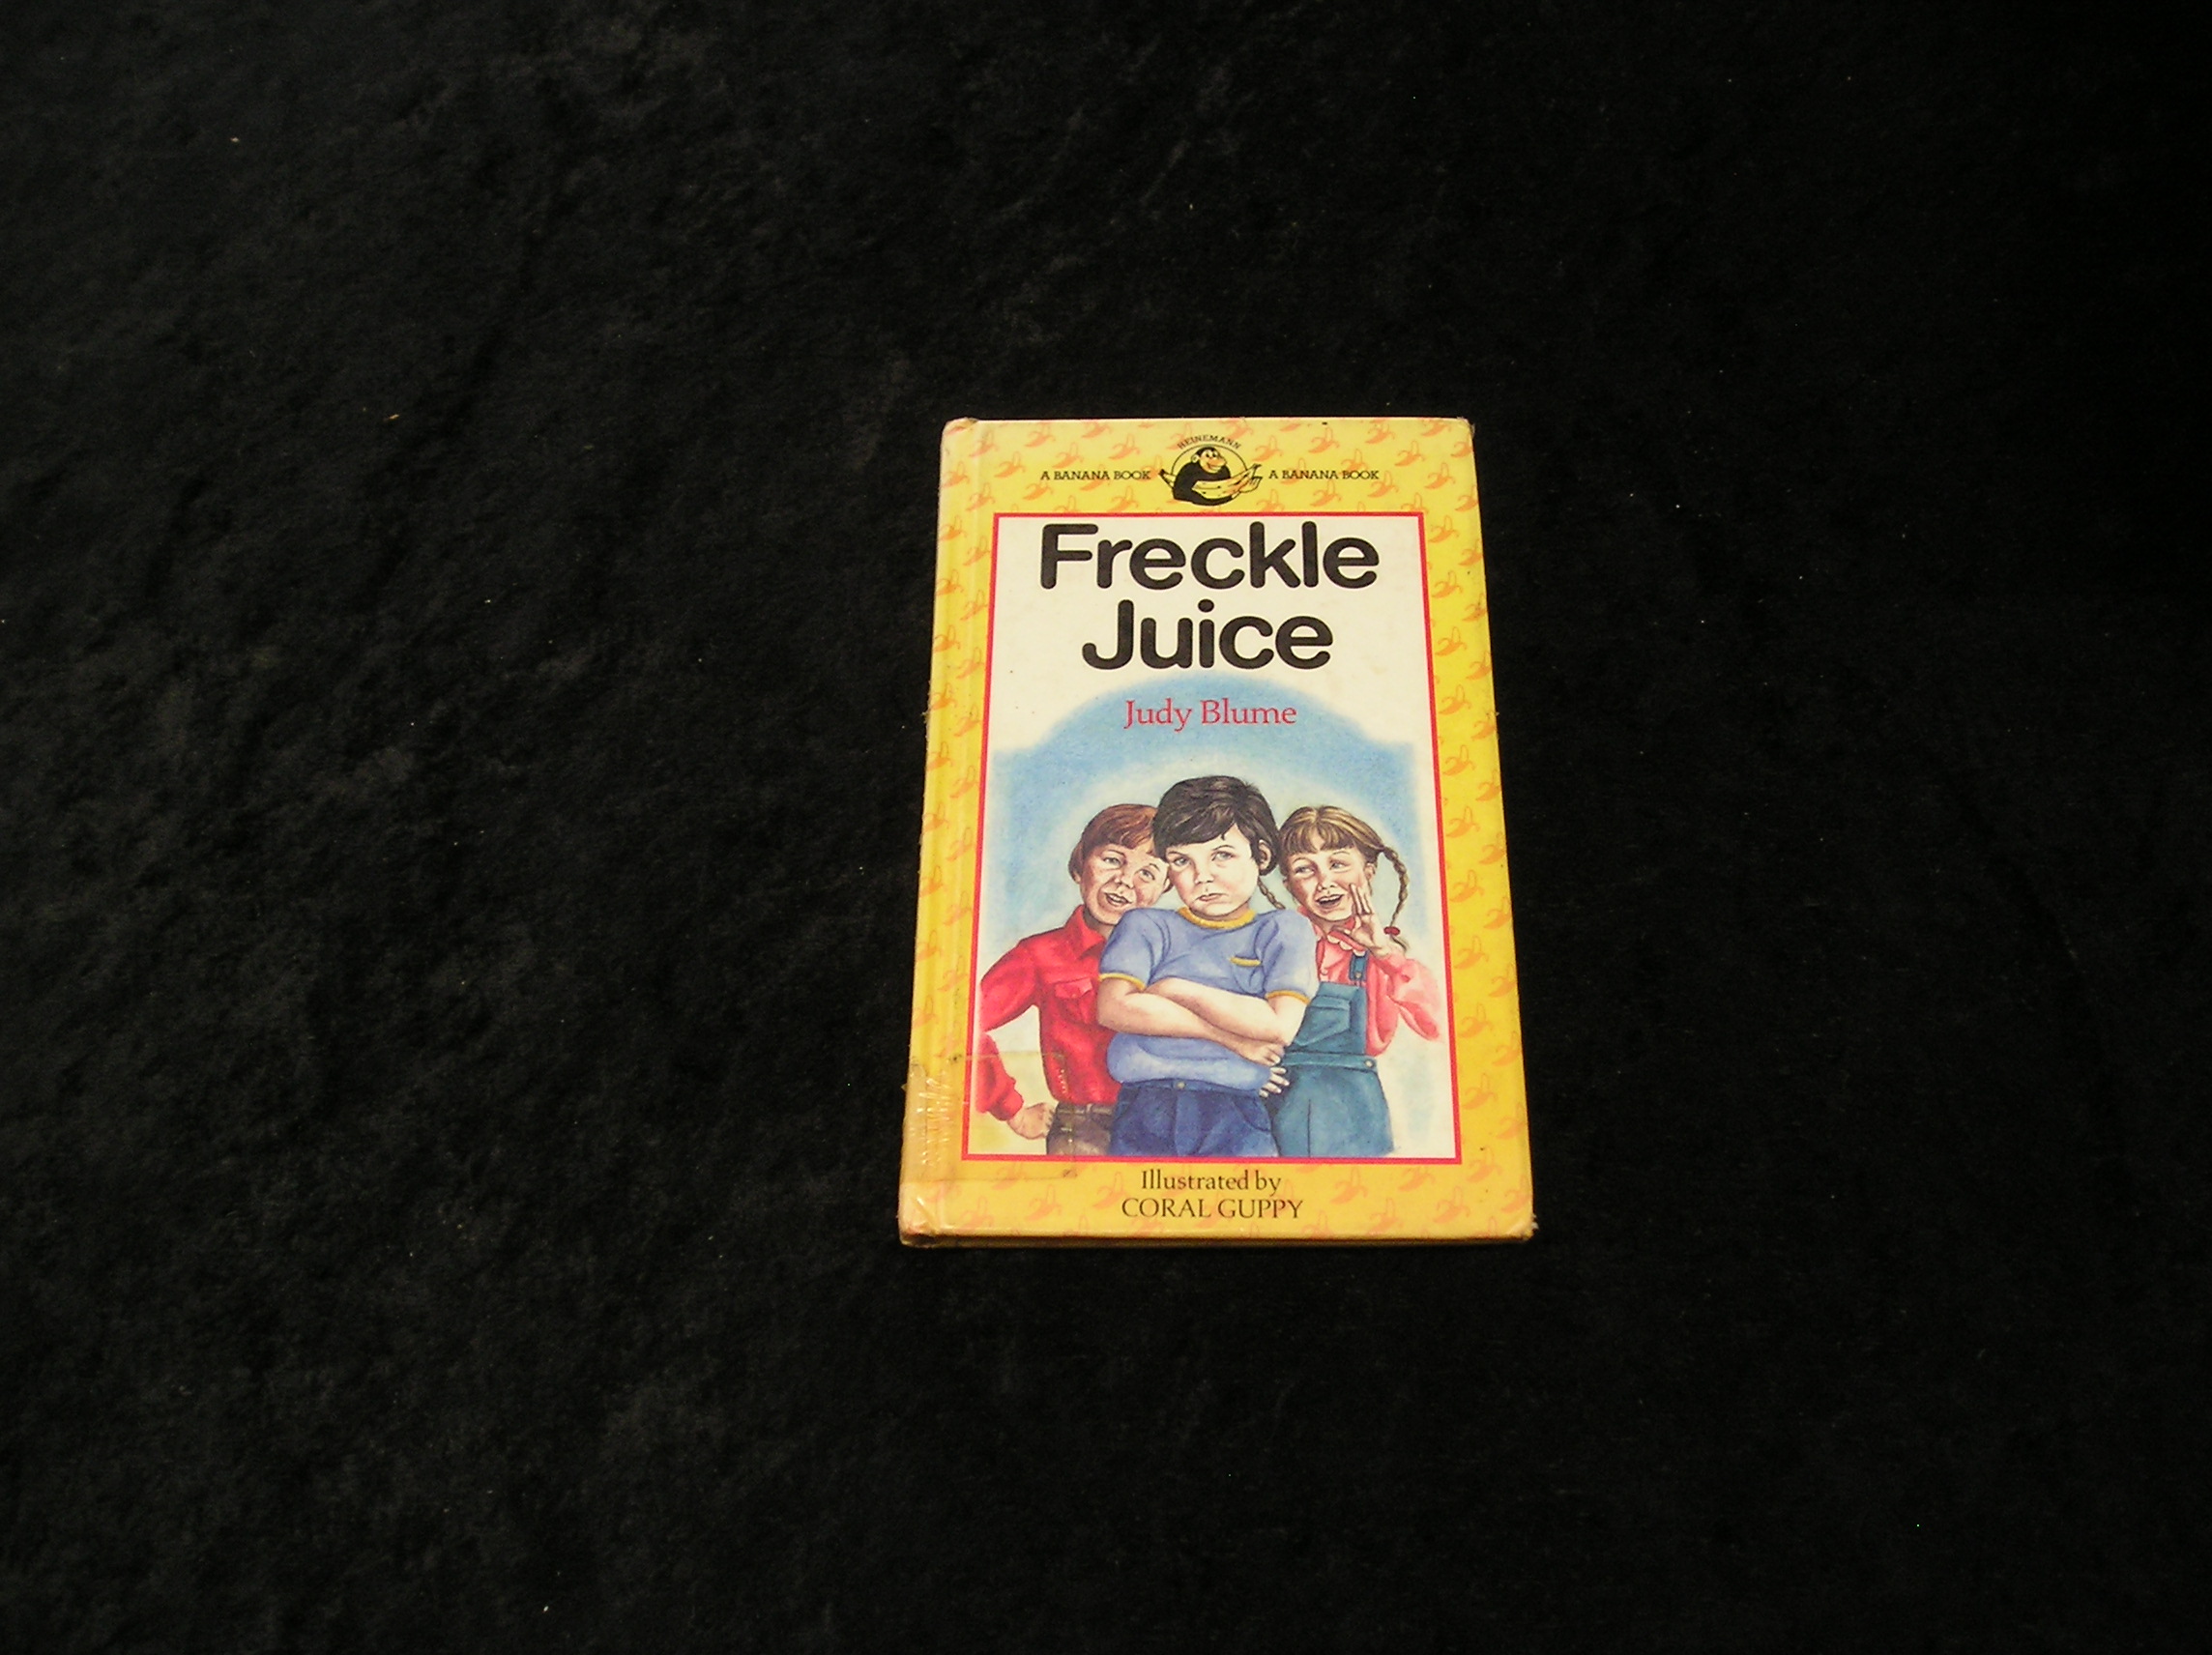 HEINEMANN
A BANANA BOOK A BANANA BOOK
Freckle
Juice
Judy Blume
Illustrated by
CORAL GUPPY